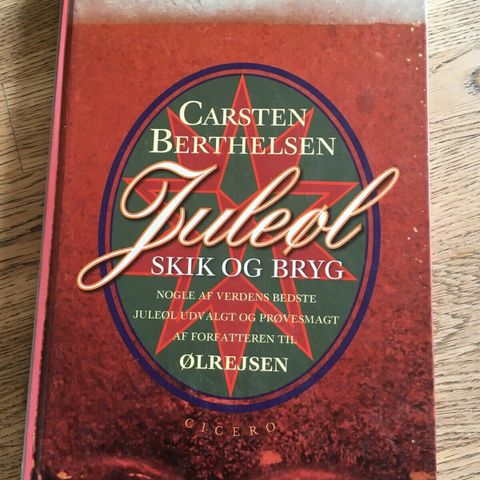 CARSTEN
BERTHELSEN
Juleøl
SKIK OG BRYG
NOGLE AF VERDENS BEDSTE
JULEØL UDVALGT OG PRØVESMAGT
AF FORFATTEREN TIL
ØLREJSEN
CICERO